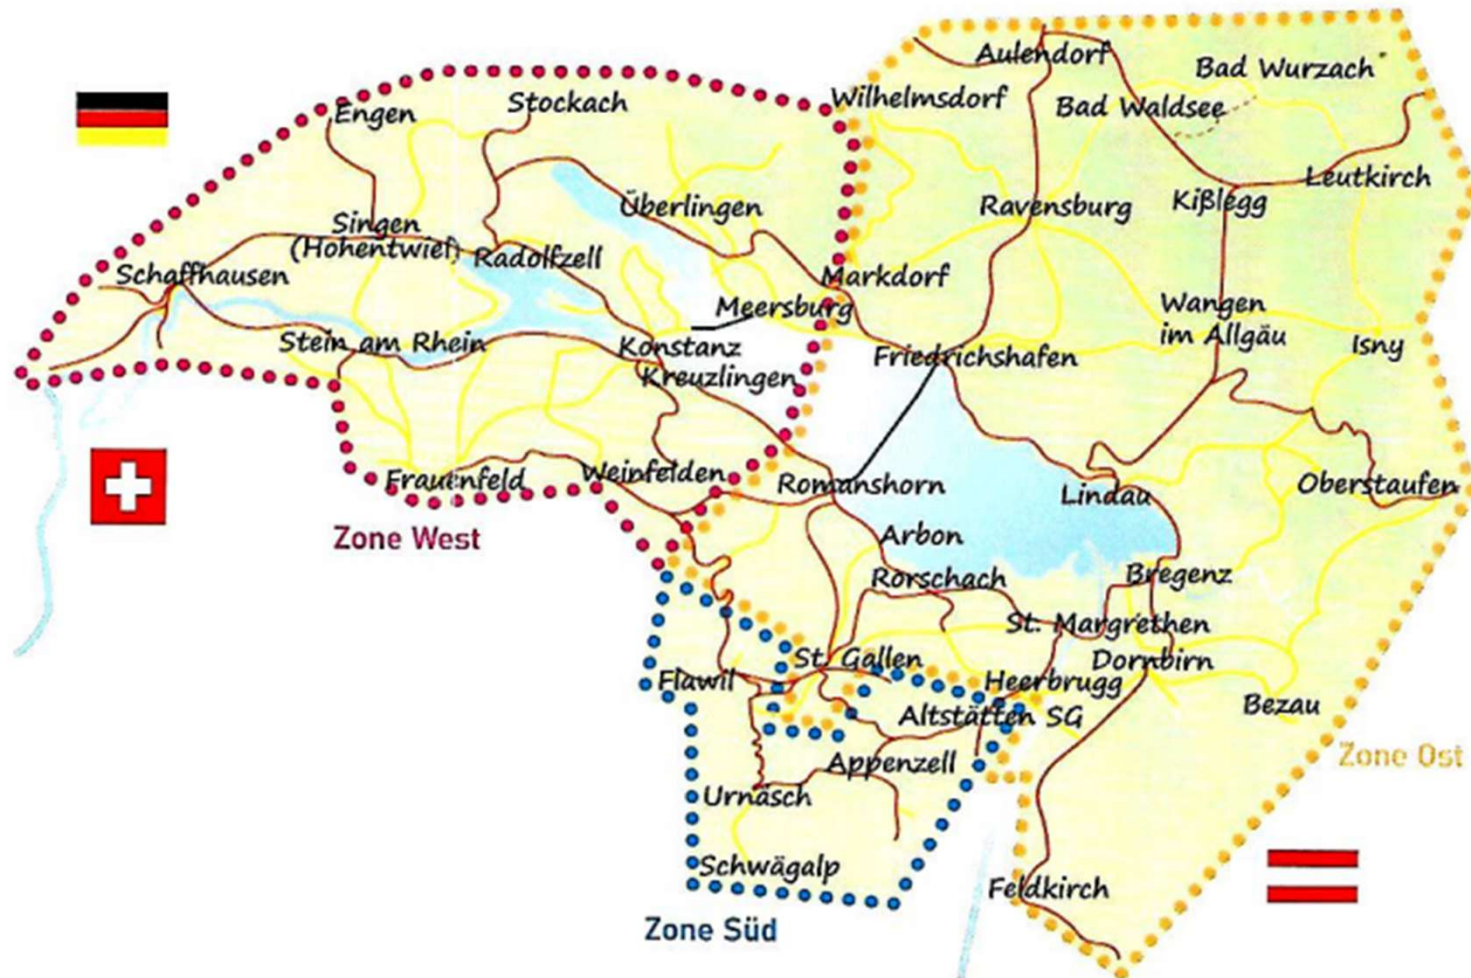 Aulendorf
Bad Wurzach
Wilhelmsdorf
Bad Waldsee
Engen
Stockach
Leutkirch
Kißlegg
Überlingen
Ravensburg
Singen
(Hohentwiel)
Radolfzell
Schaffhausen
Markdorf
Meersburg
Wangen
im Allgäu
Stein am Rhein
Konstanz
Friedrichshafen
Isny
Kreuzlingen
Frauenfeld
Weinfelden
Romanshorn
Lindau
Oberstaufen
Zone West
Arbon
Rorschach
Bregenz
St. Margrethen
St. Gallen
Dornbirn
Flawil
Heerbrugg
Altstätten SG
Bezau
Zone Ost
Appenzell
Urnäsch
Schwägalp
Feldkirch
Zone Süd